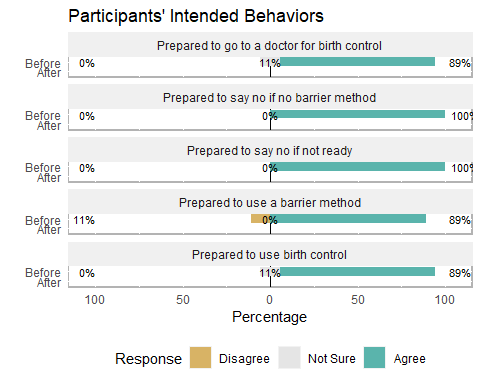 Participants' Intended Behaviors
Prepared to go to a doctor for birth control
Before 0% 11% 89%
After
Prepared to say no if no barrier method
Before 0% 0% 100%
After
Prepared to say no if not ready
Before 0% 0% 100%
After
Prepared to use a barrier method
Before 11% 0% 89%
After
Prepared to use birth control
Before 0% 11% 89%
After
100 50 0 50 100
Percentage
Response Disagree Not Sure Agree